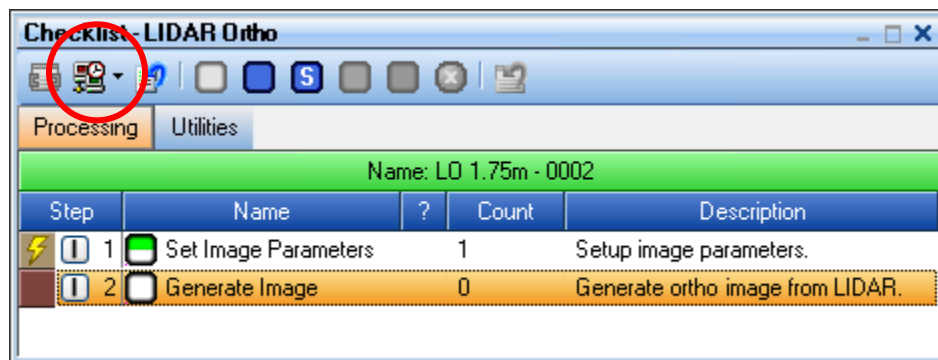 Checklist - LIDAR Ortho
S
Processing Utilities
Name: LO 1.75m - 0002
Step Name ? Count Description
I 1 Set Image Parameters 1 Setup image parameters.
I 2 Generate Image 0 Generate ortho image from LIDAR.